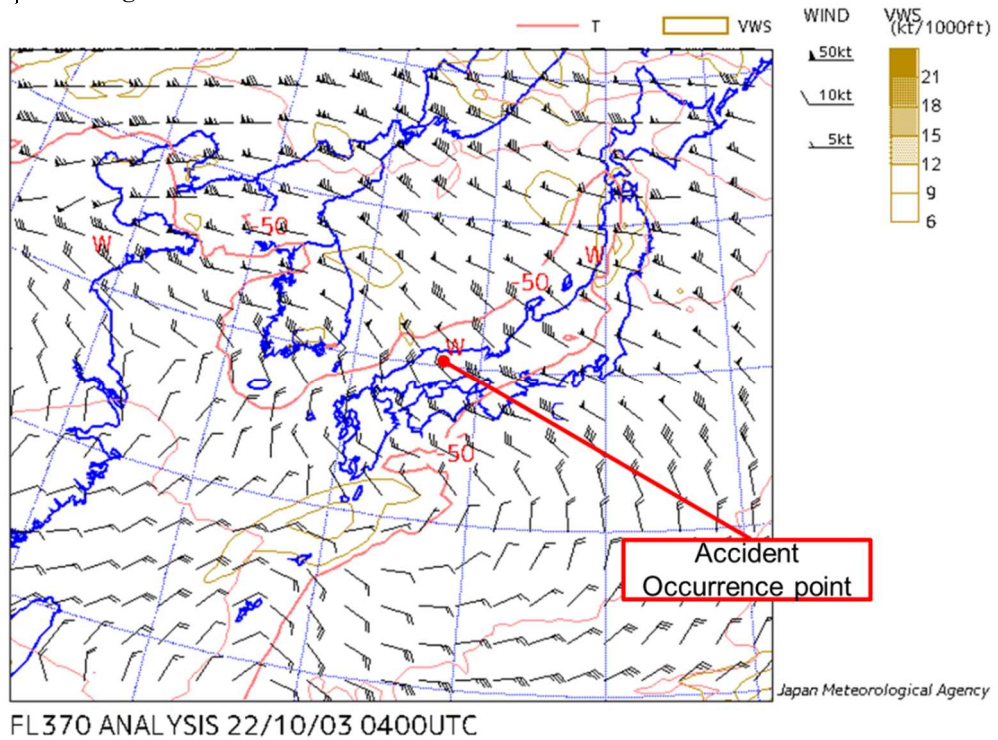 T
VWS
WIND
50kt
10kt
5kt
VWS
(kt/1000ft)
21
18
15
12
9
6
W
-50
W
-50
W
-50
Accident
Occurrence point
Japan Meteorological Agency
FL370 ANALYSIS 22/10/03 0400UTC